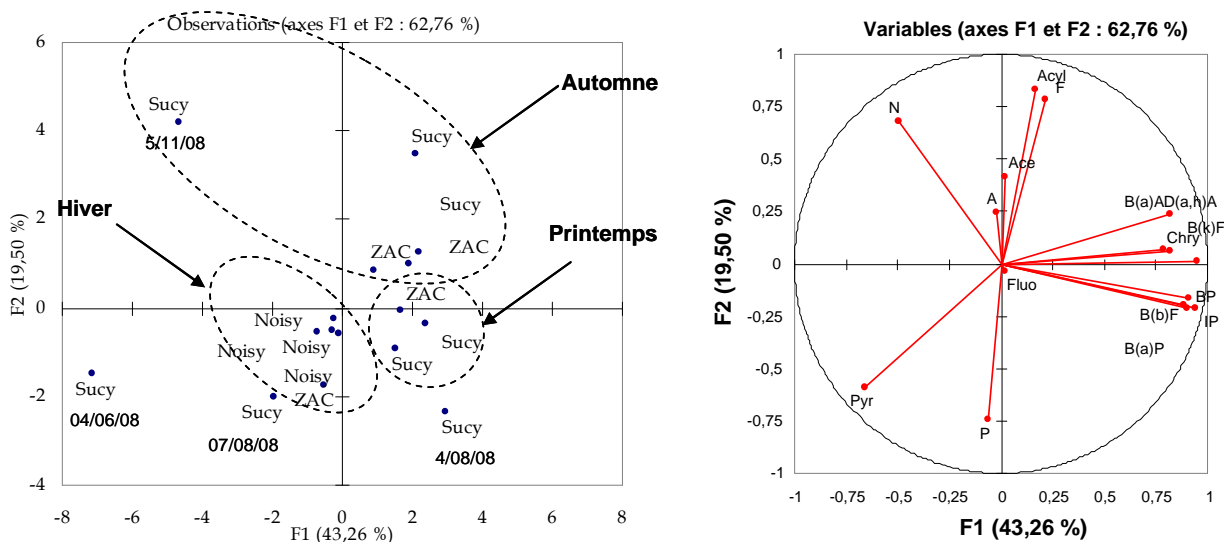 Observations (axes F1 et F2 : 62,76 %)
6
4
2
0
-2
-4
F2 (19,50 %)
Automne
Sucy
5/11/08
Sucy
Sucy
Hiver
Printemps
ZAC
ZAC
ZAC
Noisy
Noisy
Noisy
Sucy
Sucy
Noisy
ZAC
Sucy
04/06/08
Sucy
07/08/08
Sucy
4/08/08
-8
-6
-4
-2
0
2
4
6
8
F1 (43,26 %)
Variables (axes F1 et F2 : 62,76 %)
1
0,75
0,5
0,25
0
-0,25
-0,5
-0,75
-1
F2 (19,50 %)
Acyl
F
N
Ace
A
B(a)AD(a,h)A
B(k)F
Chry
Fluo
BP
B(b)F
IP
B(a)P
Pyr
P
-1
-0,75
-0,5
-0,25
0
0,25
0,5
0,75
1
F1 (43,26 %)